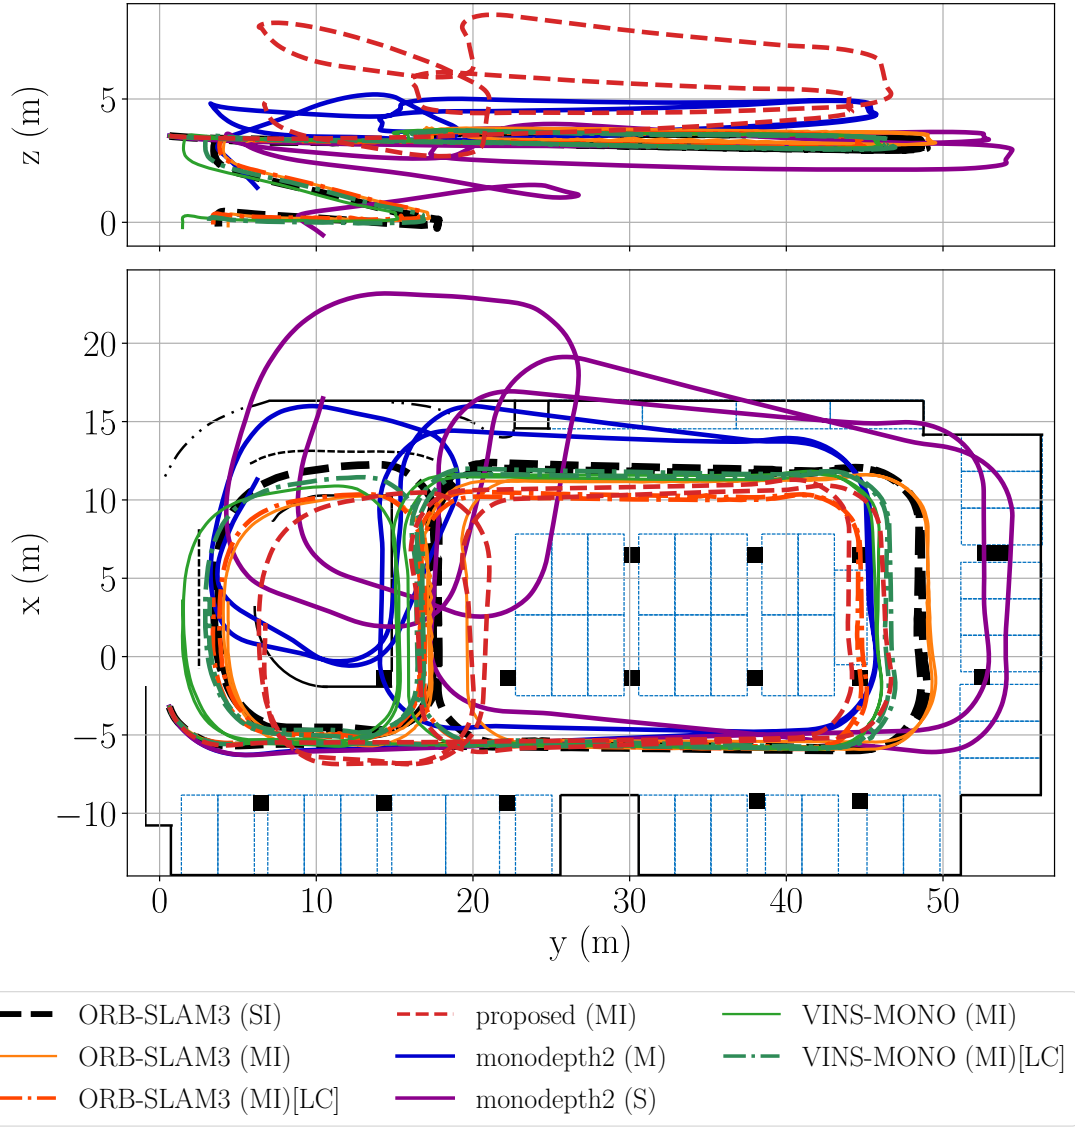 z (m)
5
0
x (m)
20
15
10
5
0
−5
−10
0 10 20 30 40 50
y (m)
ORB-SLAM3 (SI) proposed (MI) VINS-MONO (MI)
ORB-SLAM3 (MI) monodepth2 (M) VINS-MONO (MI)[LC]
ORB-SLAM3 (MI)[LC] monodepth2 (S)